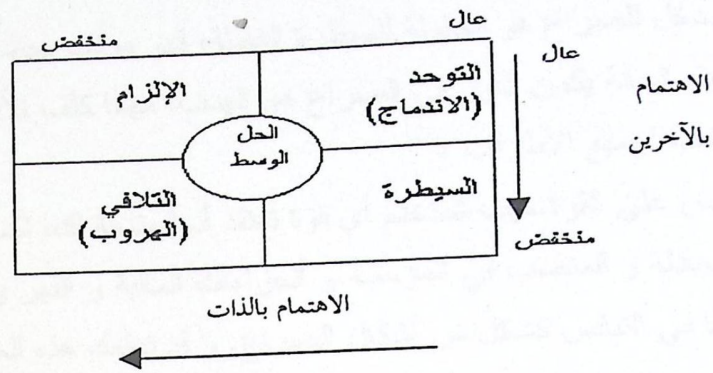 عال
منخفض
التوحد
(الاندماج)
الإلزام
الحل
الوسط
السيطرة
التلافي
(الهروب)
عال
الاهتمام
بالآخرين
منخفض
الاهتمام بالذات